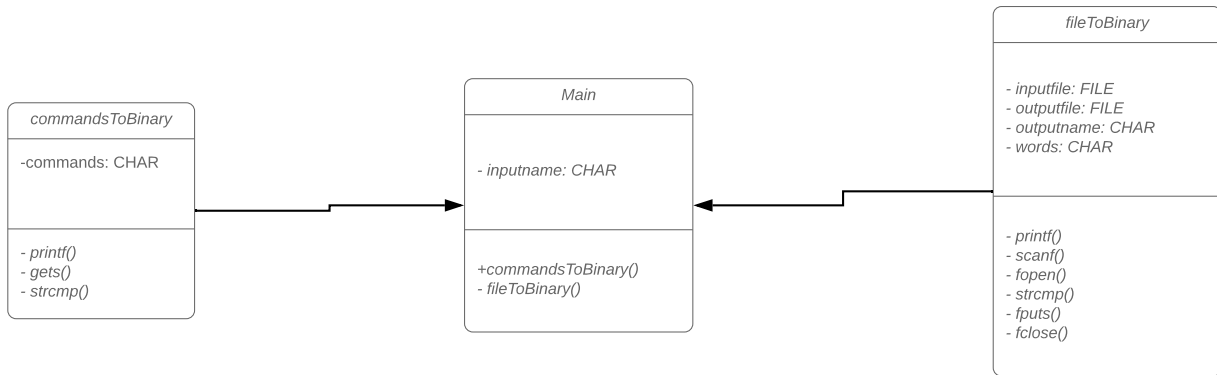 commandsToBinary
-commands: CHAR
- printf()
- gets()
- strcmp()
Main
- inputname: CHAR
+commandsToBinary()
- fileToBinary()
fileToBinary
- inputfile: FILE
- outputfile: FILE
- outputname: CHAR
- words: CHAR
- printf()
- scanf()
- fopen()
- strcmp()
- fputs()
- fclose()